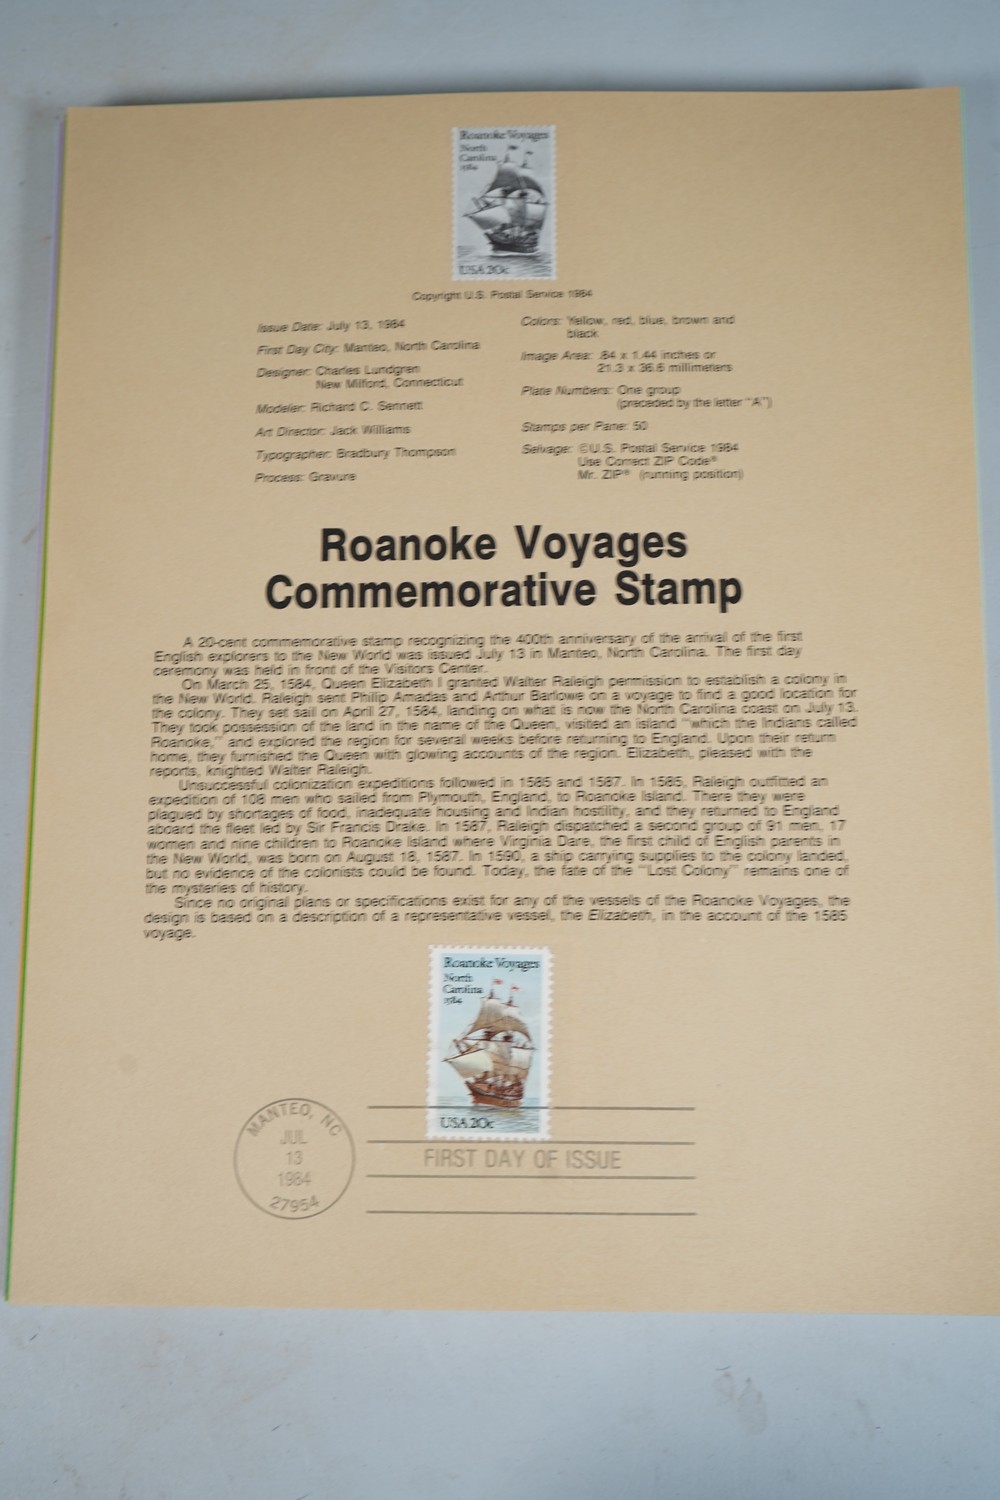 Roanoke Voyages
North
Carolina
1584
USA 20c
Copyright U.S. Postal Service 1984
Issue Date: July 13, 1984
First Day City: Manteo, North Carolina
Designer: Charles Lundgren
New Milford, Connecticut
Modeler: Richard C. Sennett
Art Director: Jack Williams
Typographer: Bradbury Thompson
Process: Gravure
Colors: Yellow, red, blue, brown and
black
Image Area: .84 x 1.44 inches or
21.3 x 36.6 millimeters
Plate Numbers: One group
(preceded by the letter "A")
Stamps per Pane: 50
Selvage: ©U.S. Postal Service 1984
Use Correct ZIP Code®
Mr. ZIP® (running position)
Roanoke Voyages
Commemorative Stamp
A 20-cent commemorative stamp recognizing the 400th anniversary of the arrival of the first
English explorers to the New World was issued July 13 in Manteo, North Carolina. The first day
ceremony was held in front of the Visitors Center.
On March 25, 1584, Queen Elizabeth I granted Walter Raleigh permission to establish a colony in
the New World. Raleigh sent Philip Amadas and Arthur Barlowe on a voyage to find a good location for
the colony. They set sail on April 27, 1584, landing on what is now the North Carolina coast on July 13.
They took possession of the land in the name of the Queen, visited an island "which the Indians called
Roanoke," and explored the region for several weeks before returning to England. Upon their return
home, they furnished the Queen with glowing accounts of the region. Elizabeth, pleased with the
reports, knighted Walter Raleigh.
Unsuccessful colonization expeditions followed in 1585 and 1587. In 1585, Raleigh outfitted an
expedition of 108 men who sailed from Plymouth, England, to Roanoke Island. There they were
plagued by shortages of food, inadequate housing and Indian hostility, and they returned to England
aboard the fleet led by Sir Francis Drake. In 1587, Raleigh dispatched a second group of 91 men, 17
women and nine children to Roanoke Island where Virginia Dare, the first child of English parents in
the New World, was born on August 18, 1587. In 1590, a ship carrying supplies to the colony landed,
but no evidence of the colonists could be found. Today, the fate of the "Lost Colony" remains one of
the mysteries of history.
Since no original plans or specifications exist for any of the vessels of the Roanoke Voyages, the
design is based on a description of a representative vessel, the Elizabeth, in the account of the 1585
voyage.
Roanoke Voyages
North
Carolina
1584
USA 20c
MANTEO, NC
JUL
13
1984
27954
FIRST DAY OF ISSUE